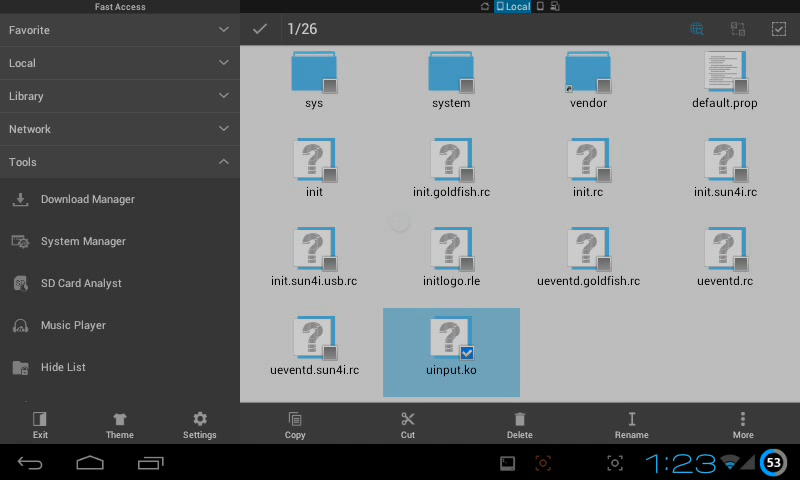 Fast Access
Local
Favorite
1/26
Local
Library
Network
Tools
Download Manager
System Manager
SD Card Analyst
Music Player
Hide List
sys
system
vendor
default.prop
init
init.goldfish.rc
init.rc
init.sun4i.rc
init.sun4i.usb.rc
initlogo.rle
ueventd.goldfish.rc
ueventd.rc
ueventd.sun4i.rc
uinput.ko
Exit
Theme
Settings
Copy
Cut
Delete
Rename
More
1:23
53